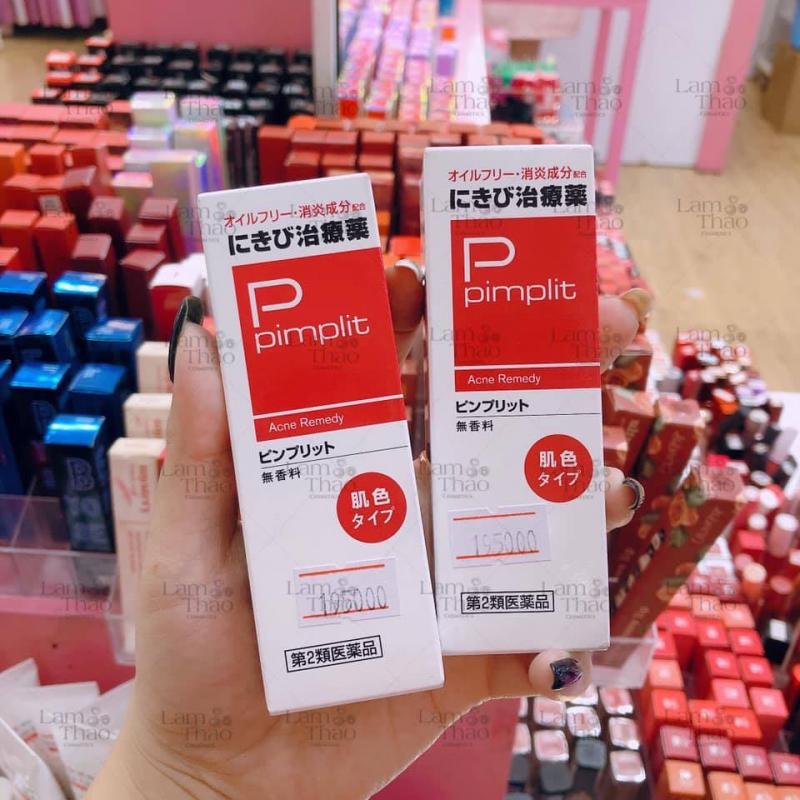 オイルフリー・消炎成分配合
にきび治療薬
P
pimplit
Acne Remedy
ピンプリット
無香料
肌色
タイプ
195000
第2類医薬品
オイルフリー・消炎成分配合
にきび治療薬
P
pimplit
Acne Remedy
ピンプリット
無香料
肌色
タイプ
195000
第2類医薬品
Lam
Thao
COSMETICS